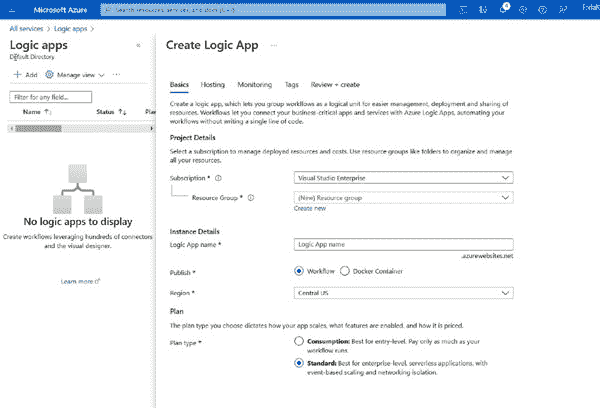 Microsoft Azure
Search resources, services, and docs (G+/)
4
All services > Logic apps >
Logic apps
Default Directory
Add Manage view
Filter for any field...
Name Status Plan
No logic apps to display
Create workflows leveraging hundreds of connectors
and the visual designer.
Learn more
Create Logic App
Basics Hosting Monitoring Tags Review + create
Create a logic app, which lets you group workflows as a logical unit for easier management, deployment and sharing of
resources. Workflows let you connect your business-critical apps and services with Azure Logic Apps, automating your
workflows without writing a single line of code.
Project Details
Select a subscription to manage deployed resources and costs. Use resource groups like folders to organize and manage
all your resources.
Subscription *
Visual Studio Enterprise
Resource Group *
(New) Resource group
Create new
Instance Details
Logic App name *
Logic App name
.azurewebsites.net
Publish *
Workflow Docker Container
Region *
Central US
Plan
The plan type you choose dictates how your app scales, what features are enabled, and how it is priced.
Plan type *
Consumption: Best for entry-level. Pay only as much as your
workflow runs.
Standard: Best for enterprise-level, serverless applications, with
event-based scaling and networking isolation.